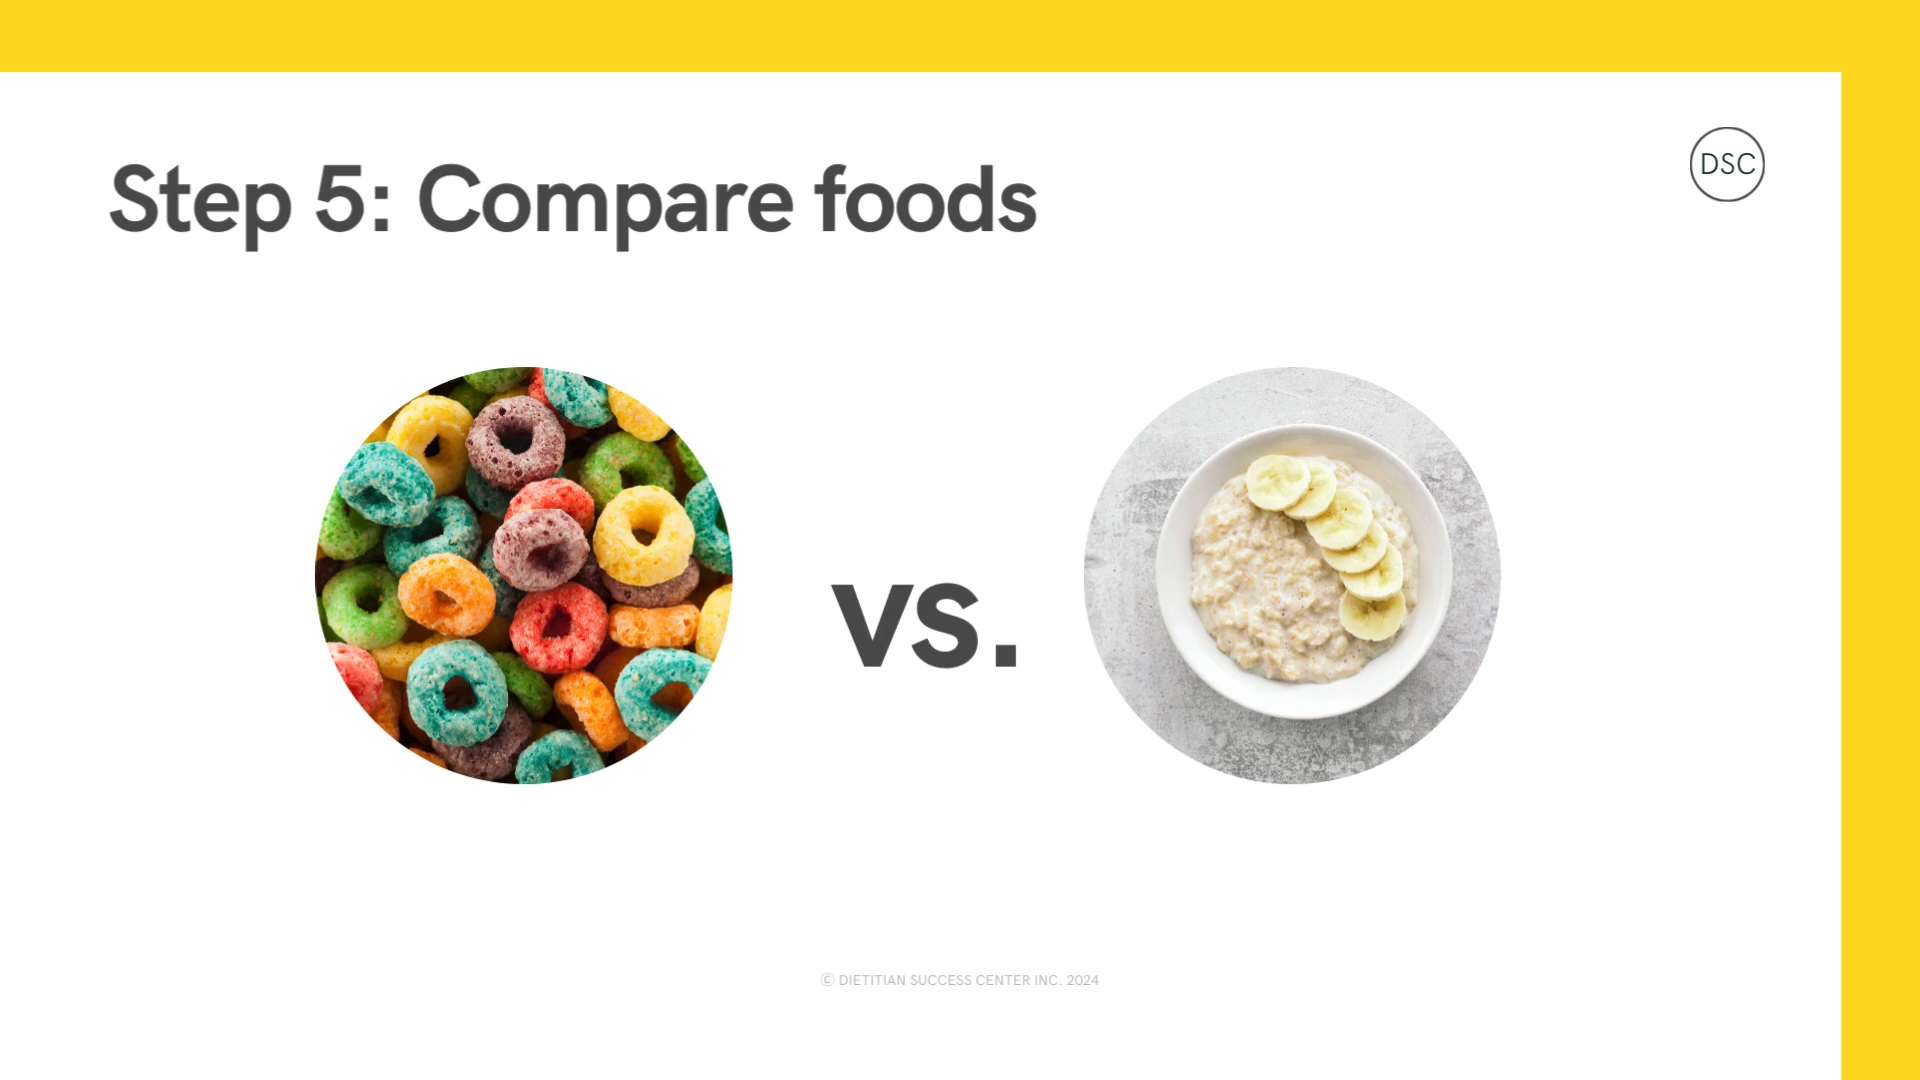 Step 5: Compare foods
DSC
vs.
© DIETITIAN SUCCESS CENTER INC. 2024